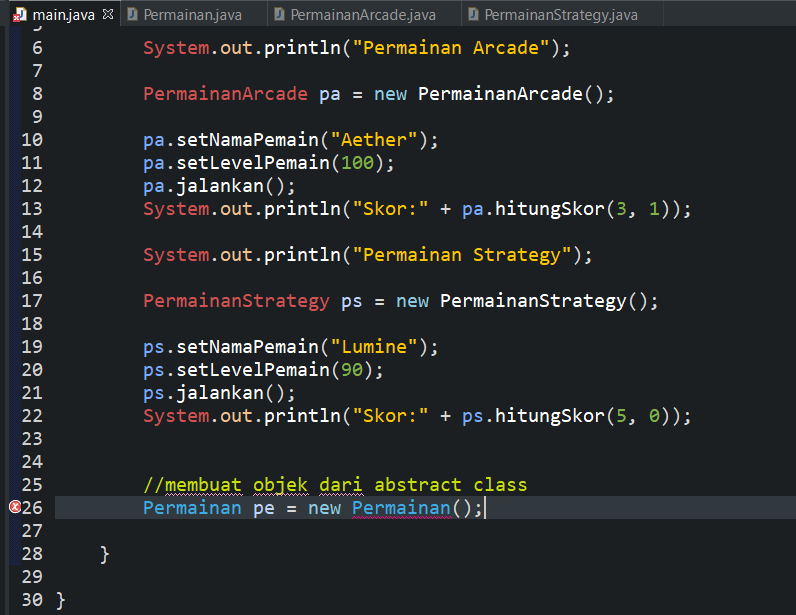 main.java Permainan.java PermainanArcade.java PermainanStrategy.java
6 System.out.println("Permainan Arcade");
7
8 PermainanArcade pa = new PermainanArcade();
9
10 pa.setNamaPemain("Aether");
11 pa.setLevelPemain(100);
12 pa.jalankan();
13 System.out.println("Skor:" + pa.hitungSkor(3, 1));
14
15 System.out.println("Permainan Strategy");
16
17 PermainanStrategy ps = new PermainanStrategy();
18
19 ps.setNamaPemain("Lumine");
20 ps.setLevelPemain(90);
21 ps.jalankan();
22 System.out.println("Skor:" + ps.hitungSkor(5, 0));
23
24
25 //membuat objek dari abstract class
26 Permainan pe = new Permainan();
27
28 }
29
30 }